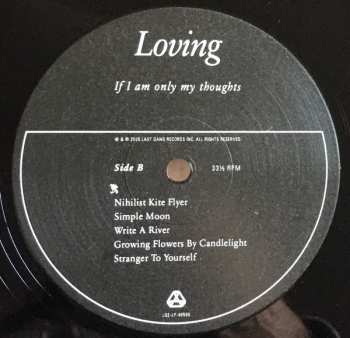 Loving
If I am only my thoughts
℗ & © 2020 LAST GANG RECORDS INC. ALL RIGHTS RESERVED.
Side B 33⅓ RPM
Nihilist Kite Flyer
Simple Moon
Write A River
Growing Flowers By Candlelight
Stranger To Yourself